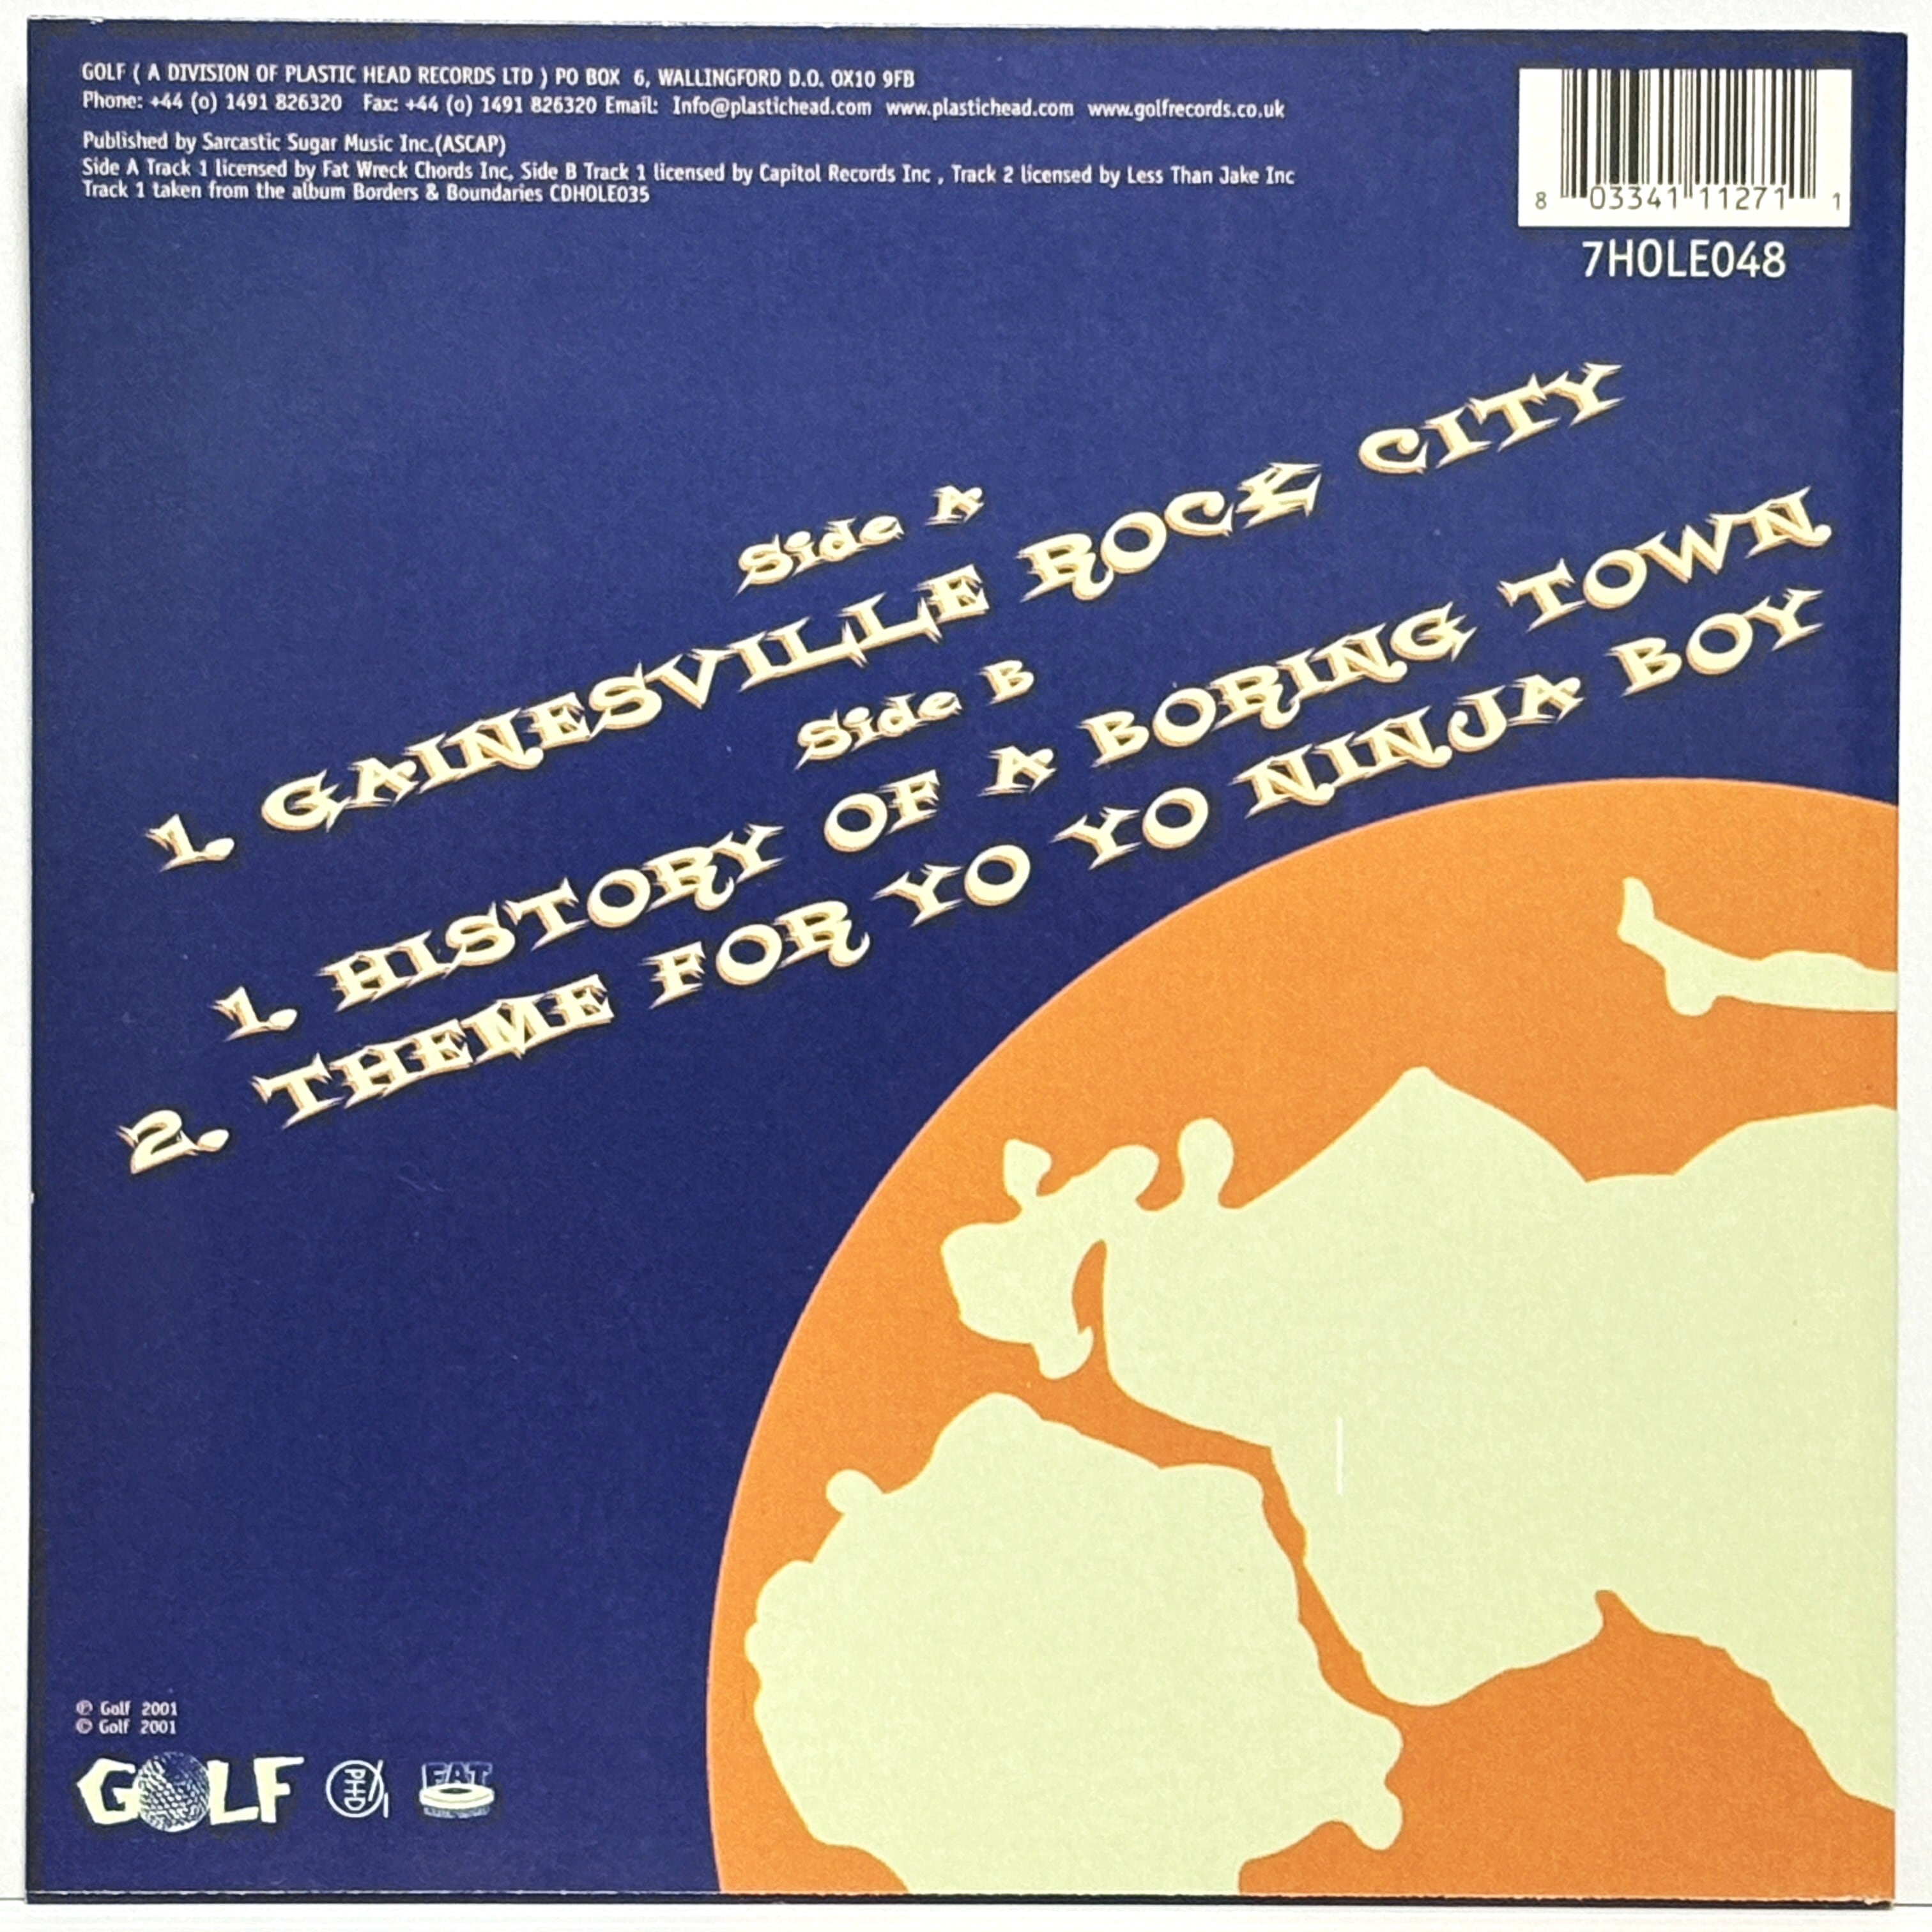 GOLF ( A DIVISION OF PLASTIC HEAD RECORDS LTD ) PO BOX 6, WALLINGFORD D.O. OX10 9FB
Phone: +44 (0) 1491 826320 Fax: +44 (0) 1491 826320 Email: Info@plastichead.com www.plastichead.com www.golfrecords.co.uk
Published by Sarcastic Sugar Music Inc.(ASCAP)
Side A Track 1 licensed by Fat Wreck Chords Inc, Side B Track 1 licensed by Capitol Records Inc , Track 2 licensed by Less Than Jake Inc
Track 1 taken from the album Borders & Boundaries CDHOLE035
8 03341 11271 1
7HOLE048
Side A
1. GAINESVILLE ROCK CITY
Side B
1. HISTORY OF A BORING TOWN
2. THEME FOR YO YO NINJA BOY
℗ Golf 2001
© Golf 2001
GOLF
PHD
FAT